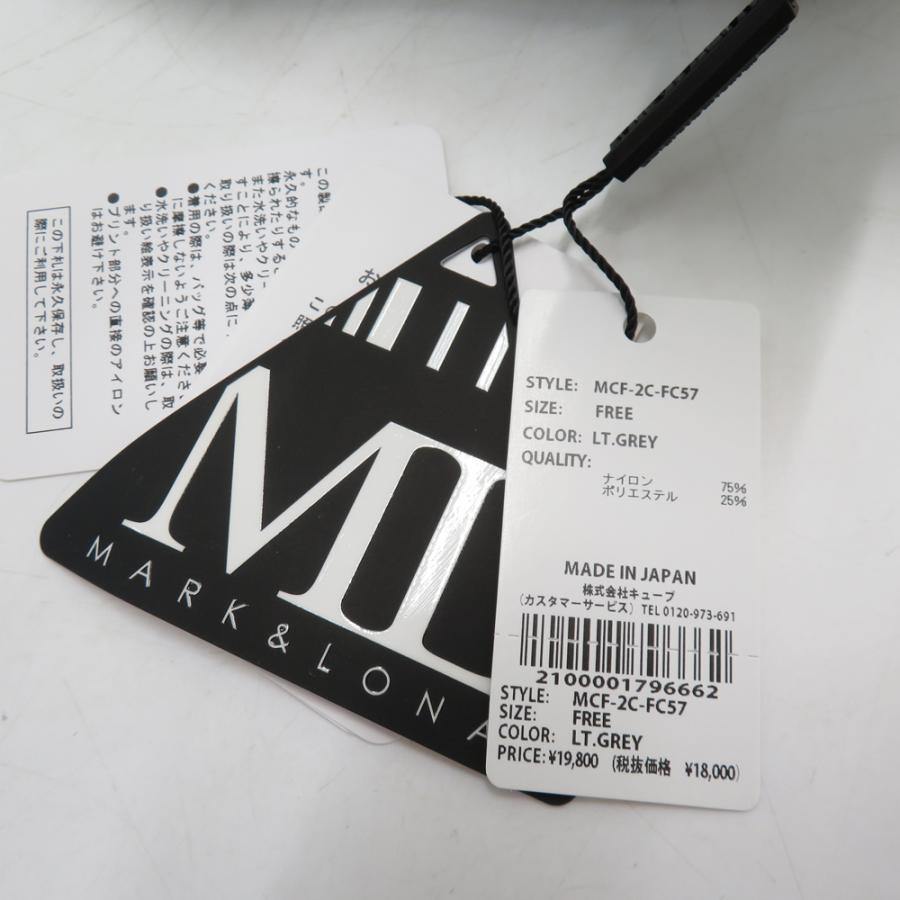 この製
永久的なもの
す。
擦られたりするこ
また水洗いやクリー
すことにより、多少海
取り扱いの際は次の点に
ください。
●着用の際は、バッグ等で必要
に摩擦しないようご注意くださ
●水洗いやクリーニングの際は、取
り扱い絵表示を確認の上お願いし
ます。
●プリント部分への直接のアイロン
はお避け下さい。
この下札は永久保存し、取扱いの
際にご利用して下さい。
お
この
M
MARK & LONA
STYLE: MCF-2C-FC57
SIZE: FREE
COLOR: LT.GREY
QUALITY:
ナイロン 75%
ポリエステル 25%
MADE IN JAPAN
株式会社キューブ
(カスタマーサービス) TEL 0120-973-691
2100001796662
STYLE: MCF-2C-FC57
SIZE: FREE
COLOR: LT.GREY
PRICE: ¥19,800 (税抜価格 ¥18,000)